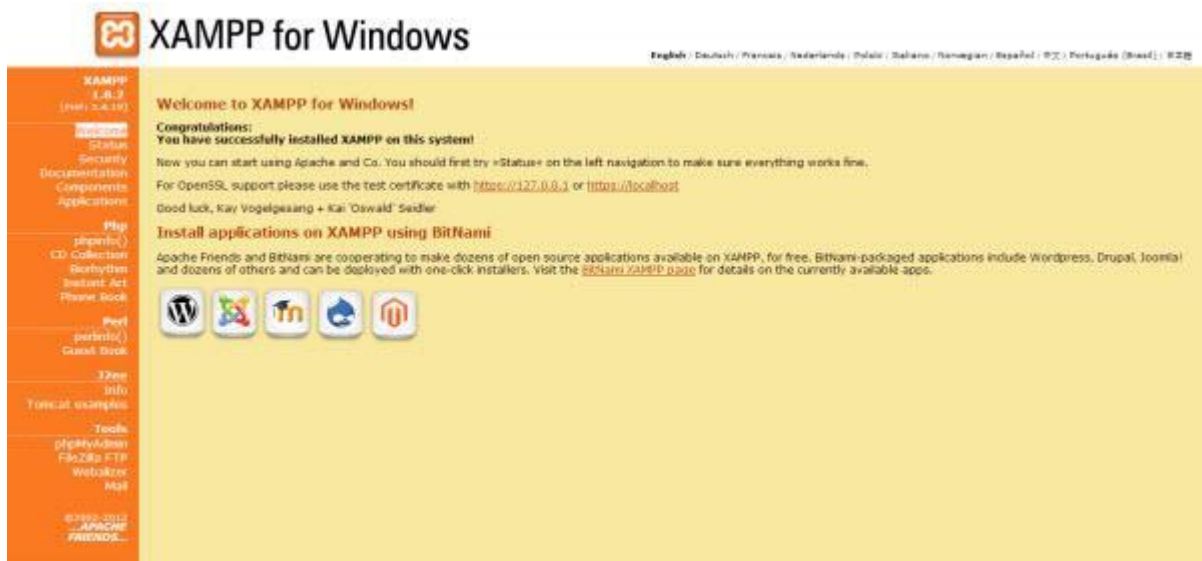 XAMPP for Windows
English / Deutsch / Francais / Nederlands / Polski / Italiano / Norwegian / Español / 中文 / Português (Brasil) / 日本語
XAMPP
1.8.2
Welcome
Status
Security
Documentation
Components
Applications
Php
phpinfo()
CD Collection
Biorhythm
Instant Art
Phone Book
Perl
perlinfo()
Guest Book
J2ee
Info
Tomcat examples
Tools
phpMyAdmin
FileZilla FTP
Webalizer
Mail
...APACHE
FRIENDS...
Welcome to XAMPP for Windows!
Congratulations:
You have successfully installed XAMPP on this system!
Now you can start using Apache and Co. You should first try »Status« on the left navigation to make sure everything works fine.
For OpenSSL support please use the test certificate with https://127.0.0.1 or https://localhost
Good luck, Kay Vogelgesang + Kai 'Oswald' Seidler
Install applications on XAMPP using BitNami
Apache Friends and BitNami are cooperating to make dozens of open source applications available on XAMPP, for free. BitNami-packaged applications include Wordpress, Drupal, Joomla!
and dozens of others and can be deployed with one-click installers. Visit the BitNami XAMPP page for details on the currently available apps.